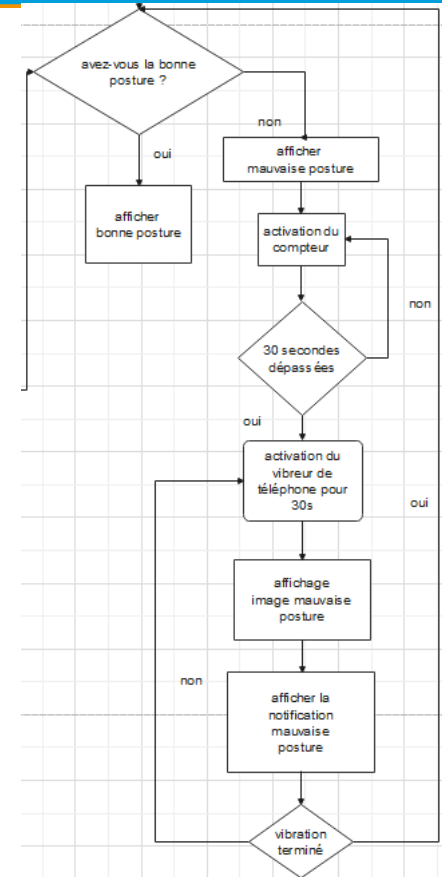 avez-vous la bonne
posture ?
non
oui
afficher
mauvaise posture
afficher
bonne posture
activation du
compteur
non
30 secondes
dépassées
oui
activation du
vibreur de
téléphone pour
30s
oui
affichage
image mauvaise
posture
non
afficher la
notification
mauvaise
posture
vibration
terminé